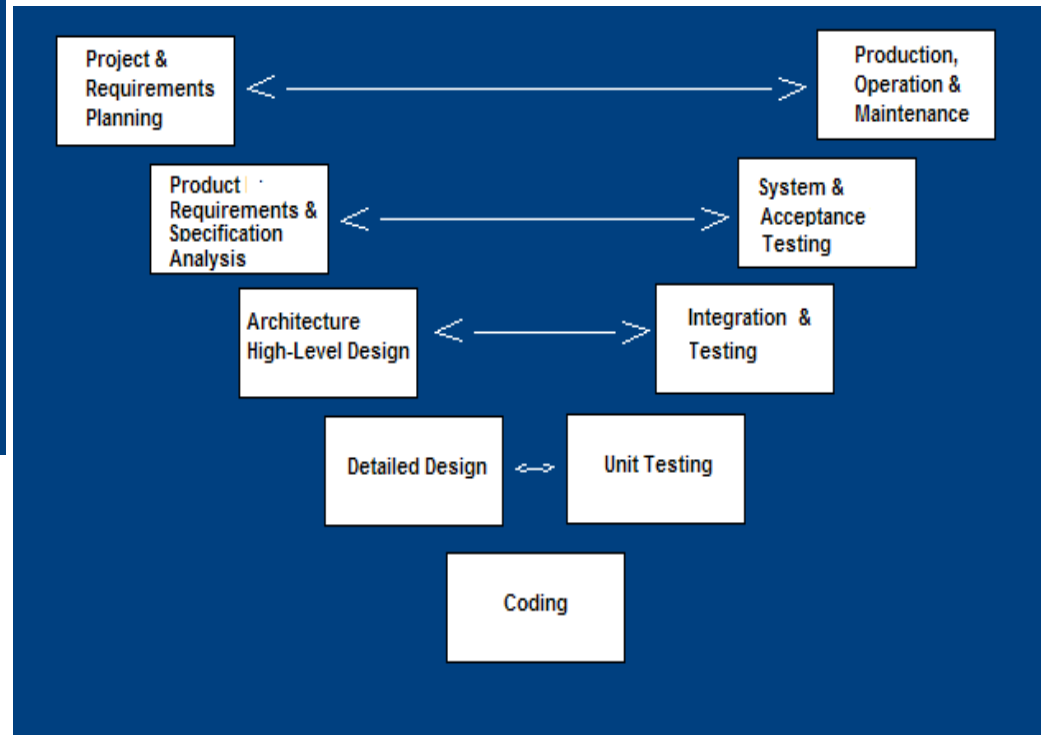 Project &
Requirements
Planning
Production,
Operation &
Maintenance
Product
Requirements &
Specification
Analysis
System &
Acceptance
Testing
Architecture
High-Level Design
Integration &
Testing
Detailed Design
Unit Testing
Coding